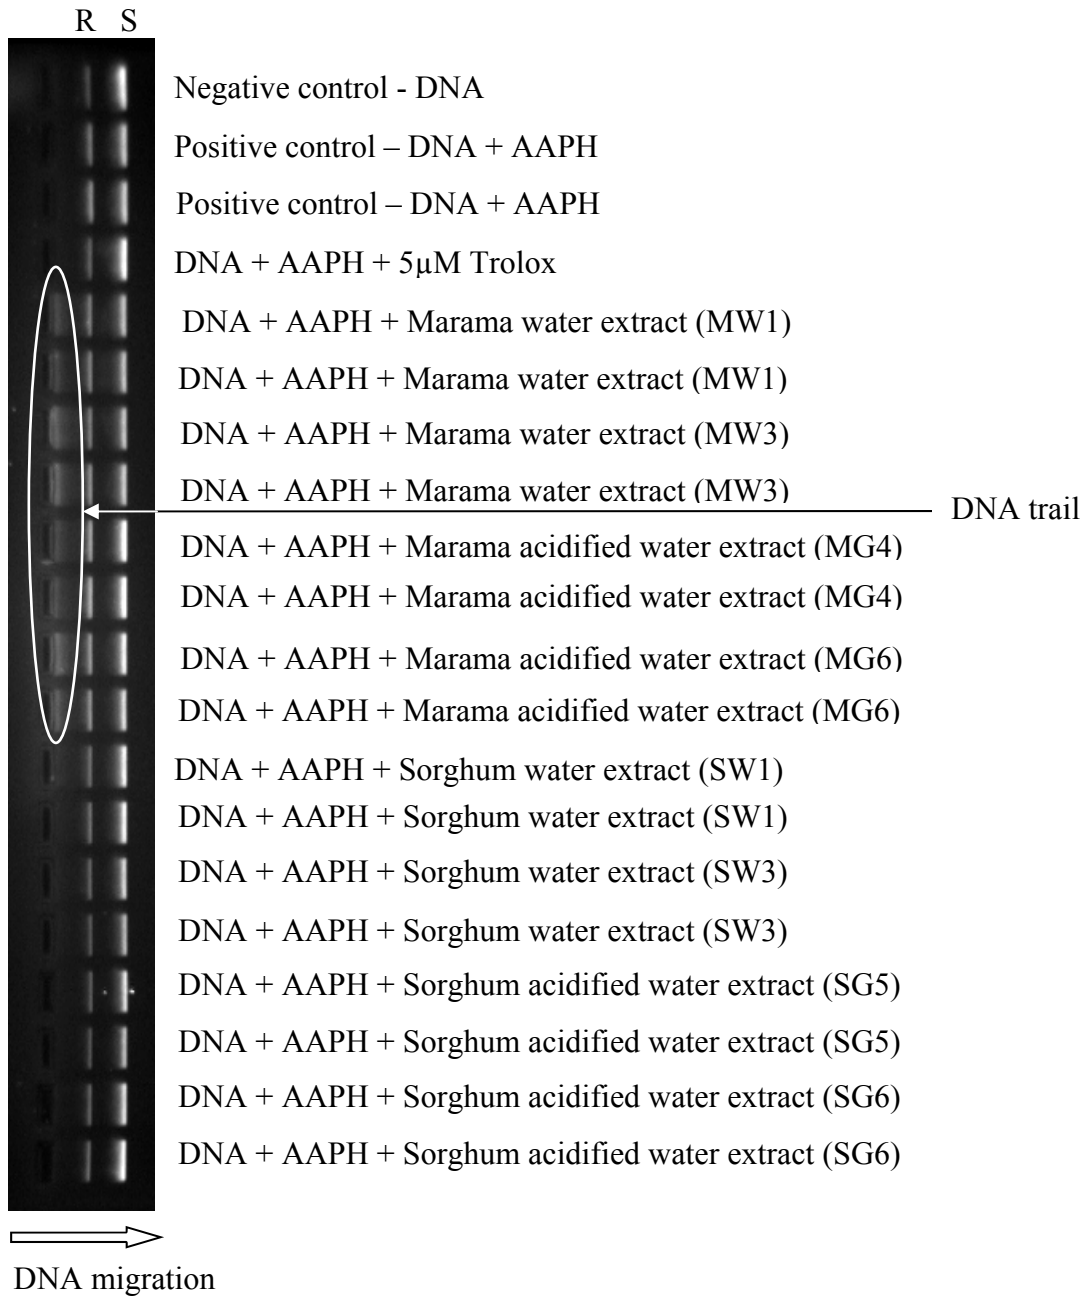 R S
Negative control - DNA
Positive control – DNA + AAPH
Positive control – DNA + AAPH
DNA + AAPH + 5µM Trolox
DNA + AAPH + Marama water extract (MW1)
DNA + AAPH + Marama water extract (MW1)
DNA + AAPH + Marama water extract (MW3)
DNA + AAPH + Marama water extract (MW3)
DNA trail
DNA + AAPH + Marama acidified water extract (MG4)
DNA + AAPH + Marama acidified water extract (MG4)
DNA + AAPH + Marama acidified water extract (MG6)
DNA + AAPH + Marama acidified water extract (MG6)
DNA + AAPH + Sorghum water extract (SW1)
DNA + AAPH + Sorghum water extract (SW1)
DNA + AAPH + Sorghum water extract (SW3)
DNA + AAPH + Sorghum water extract (SW3)
DNA + AAPH + Sorghum acidified water extract (SG5)
DNA + AAPH + Sorghum acidified water extract (SG5)
DNA + AAPH + Sorghum acidified water extract (SG6)
DNA + AAPH + Sorghum acidified water extract (SG6)
DNA migration